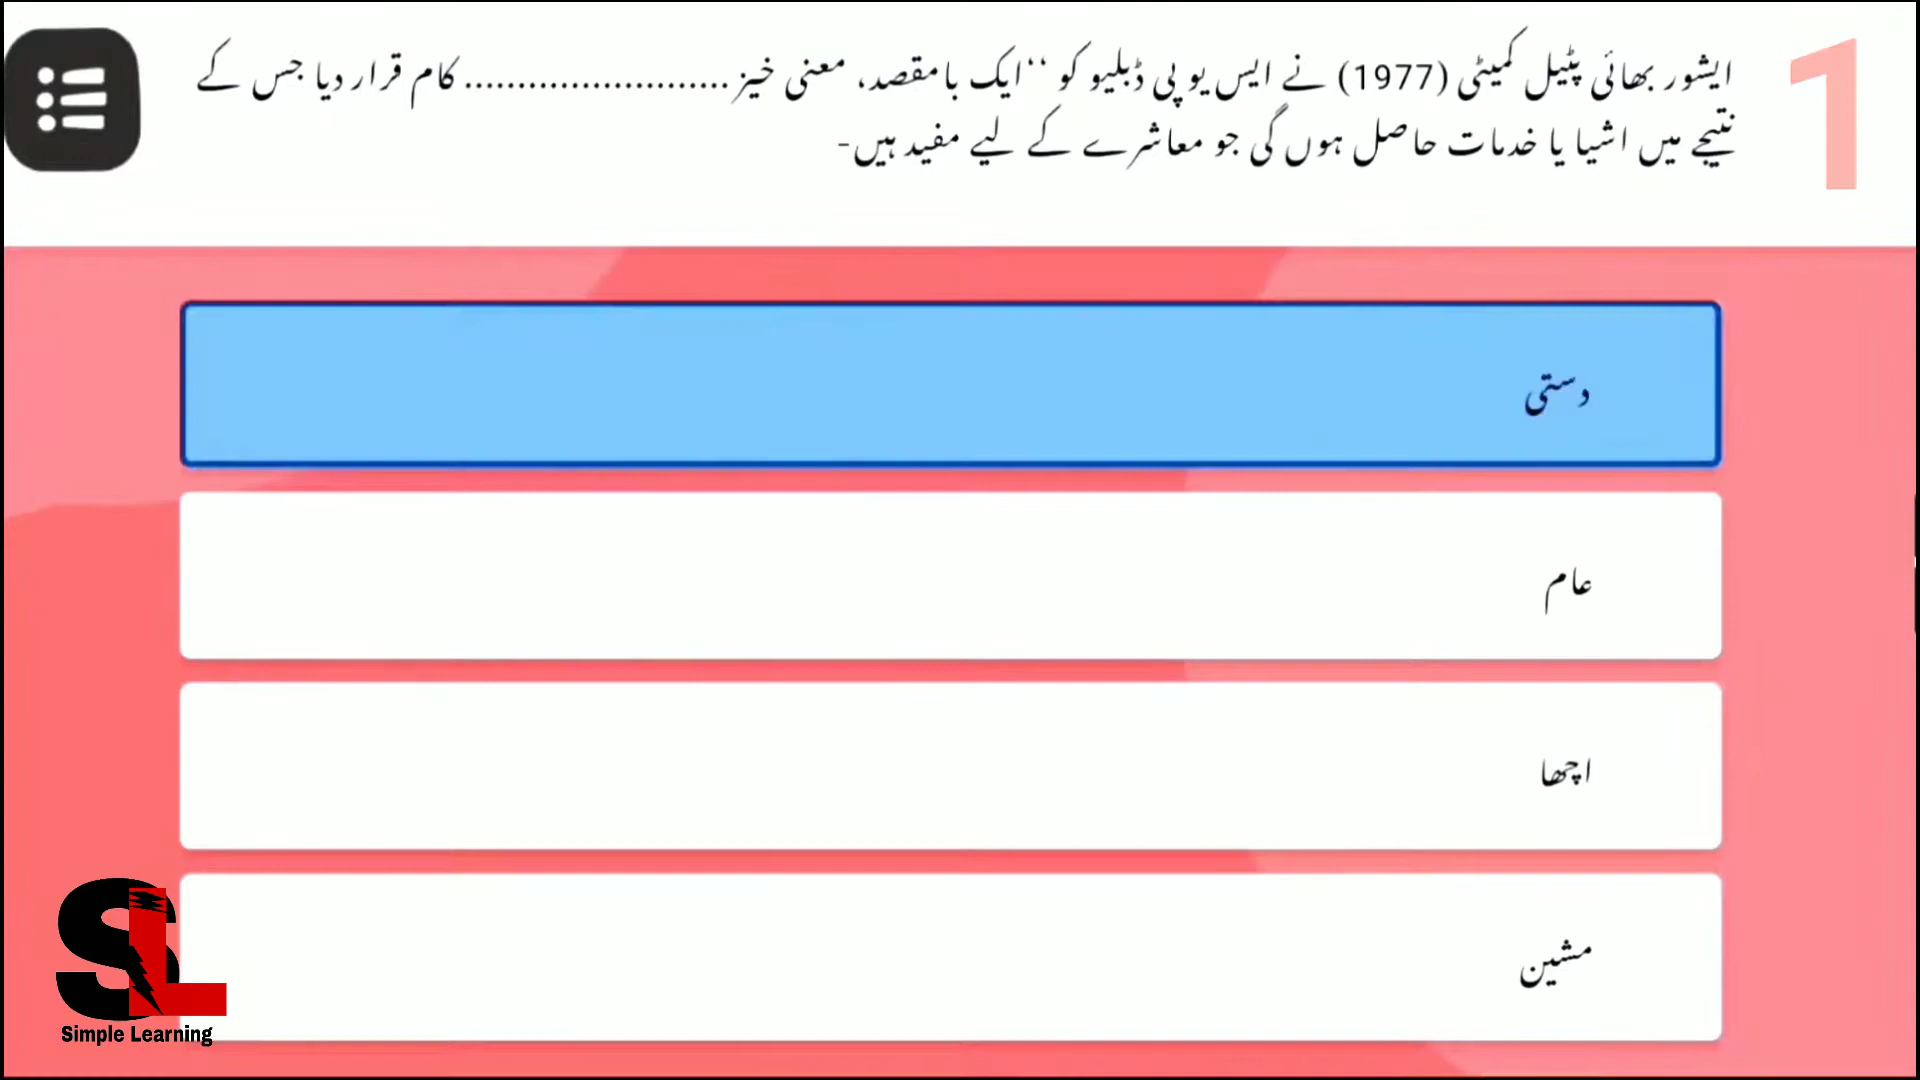 1
ایشور بھائی پٹیل کمیٹی (1977) نے ایس یو پی ڈبلیو کو ‘‘ایک بامقصد، معنی خیز ......................... کام قرار دیا جس کے
نتیجے میں اشیا یا خدمات حاصل ہوں گی جو معاشرے کے لیے مفید ہیں-
دستی
عام
اچھا
مشین
SL
Simple Learning